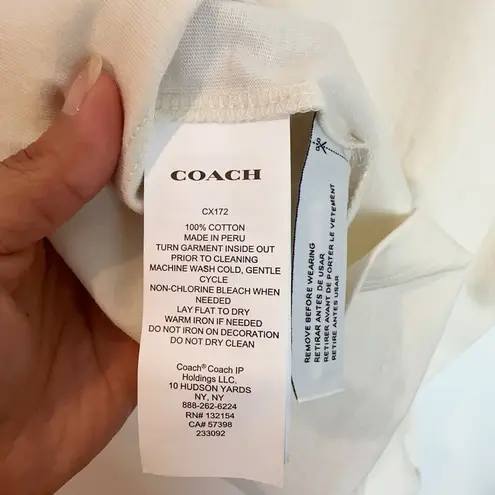 COACH
CX172
100% COTTON
MADE IN PERU
TURN GARMENT INSIDE OUT
PRIOR TO CLEANING
MACHINE WASH COLD, GENTLE
CYCLE
NON-CHLORINE BLEACH WHEN
NEEDED
LAY FLAT TO DRY
WARM IRON IF NEEDED
DO NOT IRON ON DECORATION
DO NOT DRY CLEAN
Coach® Coach IP
Holdings LLC.
10 HUDSON YARDS
NY, NY
888-262-6224
RN# 132154
CA# 57398
233092
REMOVE BEFORE WEARING
RETIRAR ANTES DE USAR
RETIRER AVANT DE PORTER LE VETEMENT
RETIRE ANTES USAR